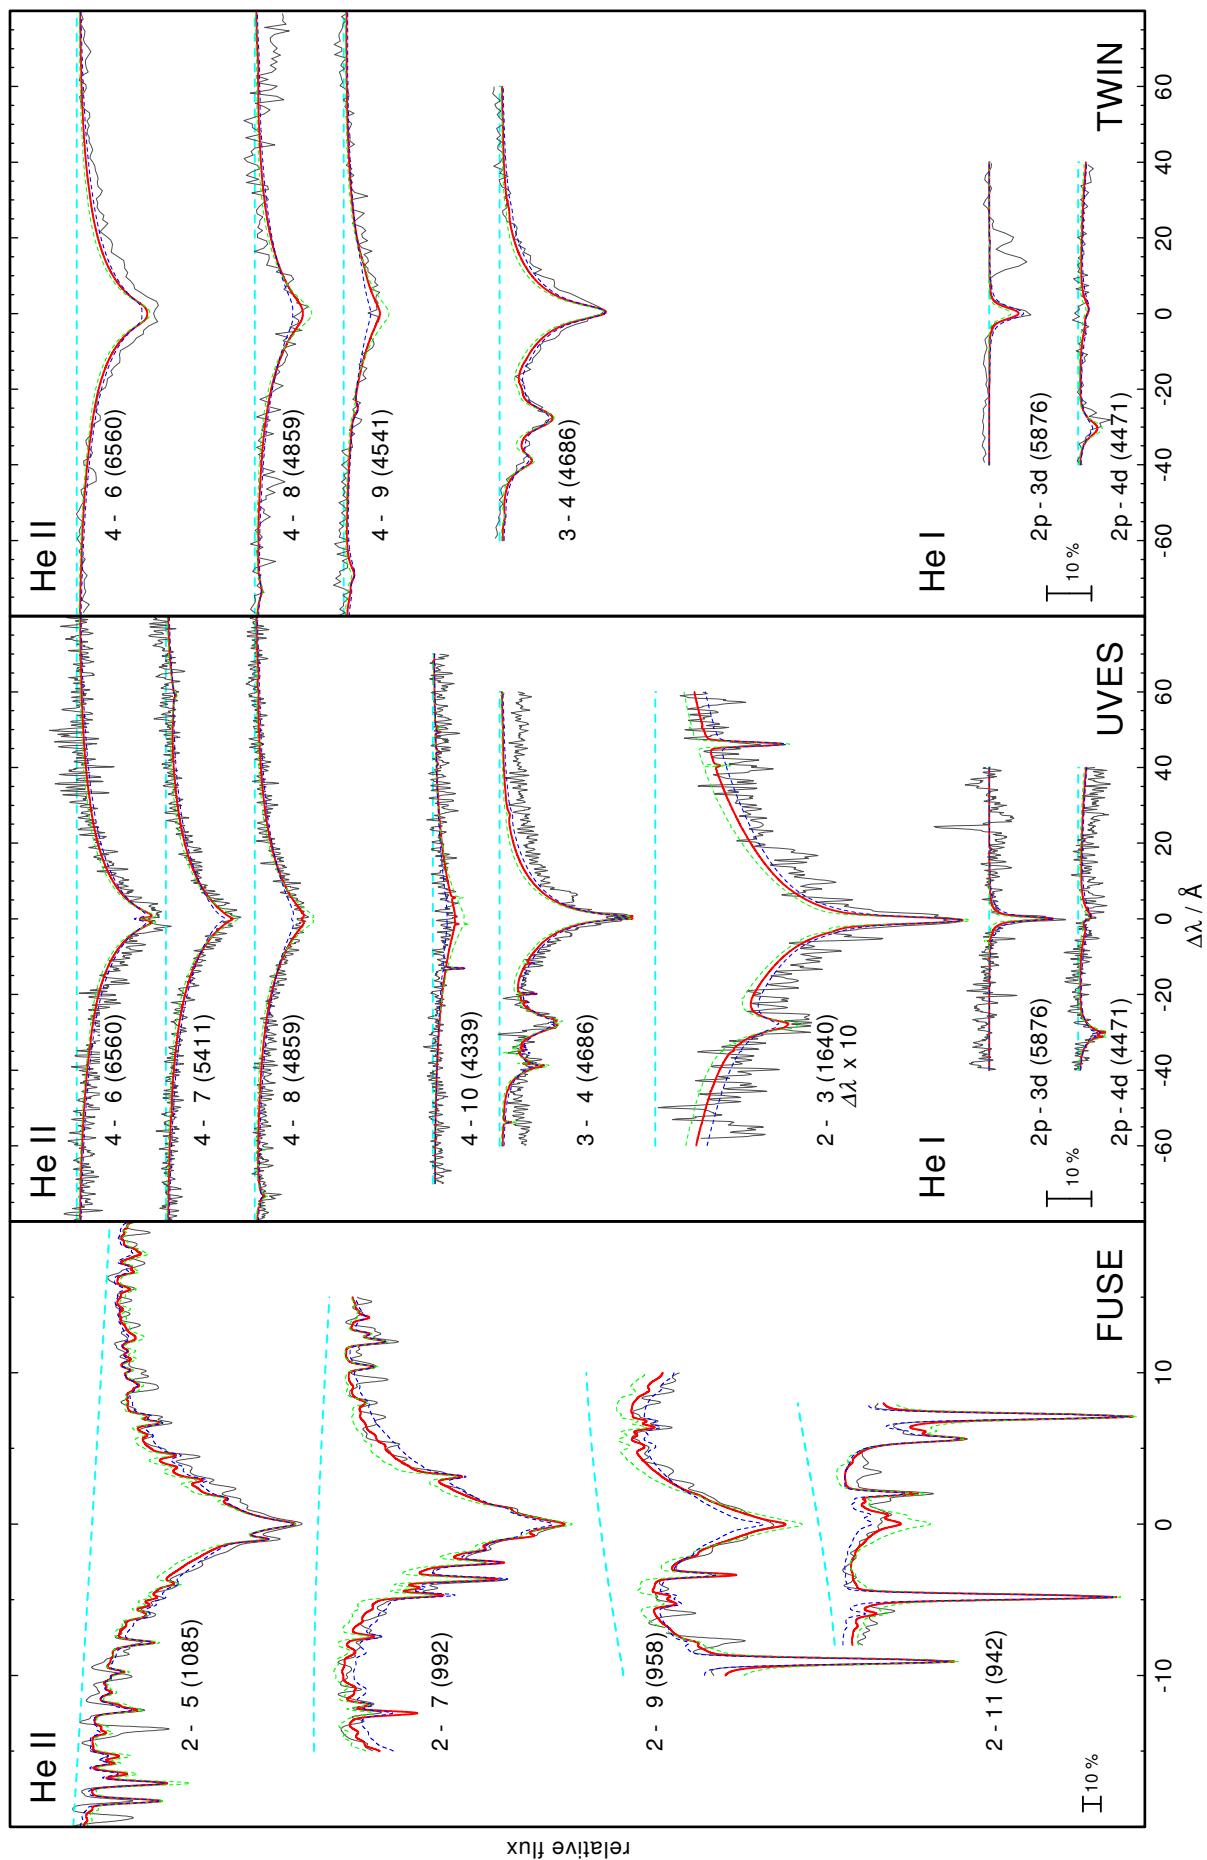 relative flux
He II
2 - 5 (1085)
2 - 7 (992)
2 - 9 (958)
2 - 11 (942)
10 %
FUSE
-10
0
10
He II
4 - 6 (6560)
4 - 7 (5411)
4 - 8 (4859)
4 - 10 (4339)
3 - 4 (4686)
2 - 3 (1640)
Δλ x 10
He I
2p - 3d (5876)
2p - 4d (4471)
10 %
UVES
-60
-40
-20
0
20
40
60
Δλ / Å
He II
4 - 6 (6560)
4 - 8 (4859)
4 - 9 (4541)
3 - 4 (4686)
He I
2p - 3d (5876)
2p - 4d (4471)
10 %
TWIN
-60
-40
-20
0
20
40
60